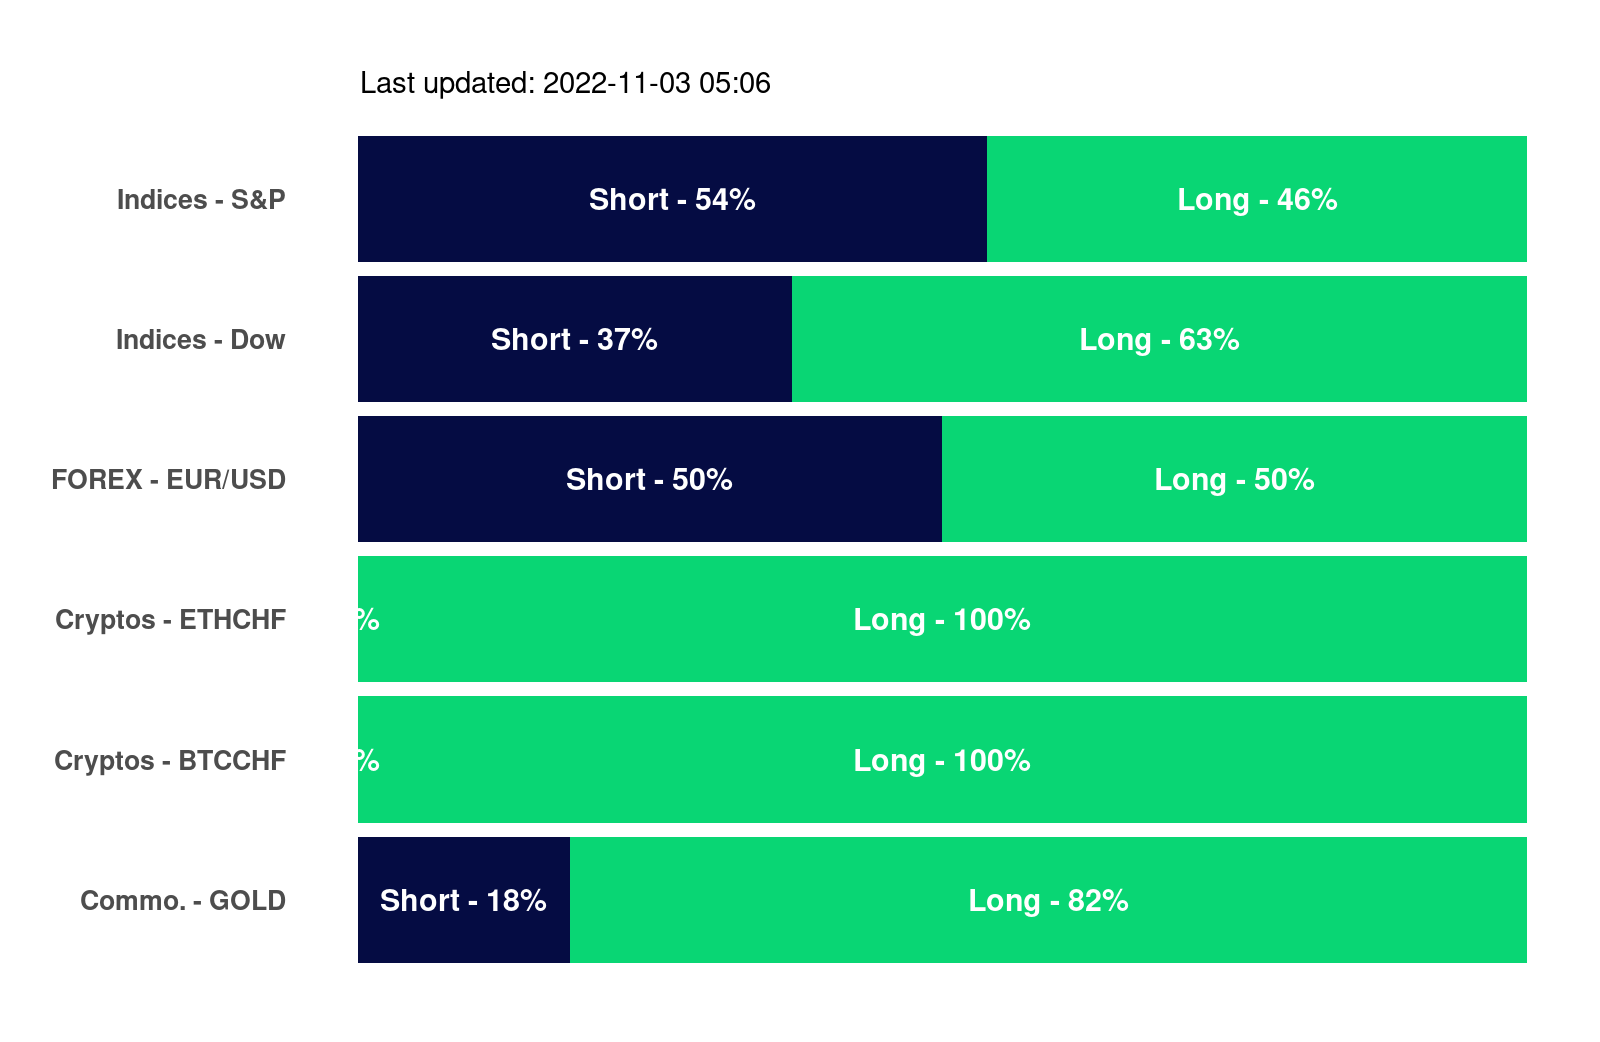 Last updated: 2022-11-03 05:06
Indices - S&P Short - 54% Long - 46%
Indices - Dow Short - 37% Long - 63%
FOREX - EUR/USD Short - 50% Long - 50%
Cryptos - ETHCHF % Long - 100%
Cryptos - BTCCHF % Long - 100%
Commo. - GOLD Short - 18% Long - 82%